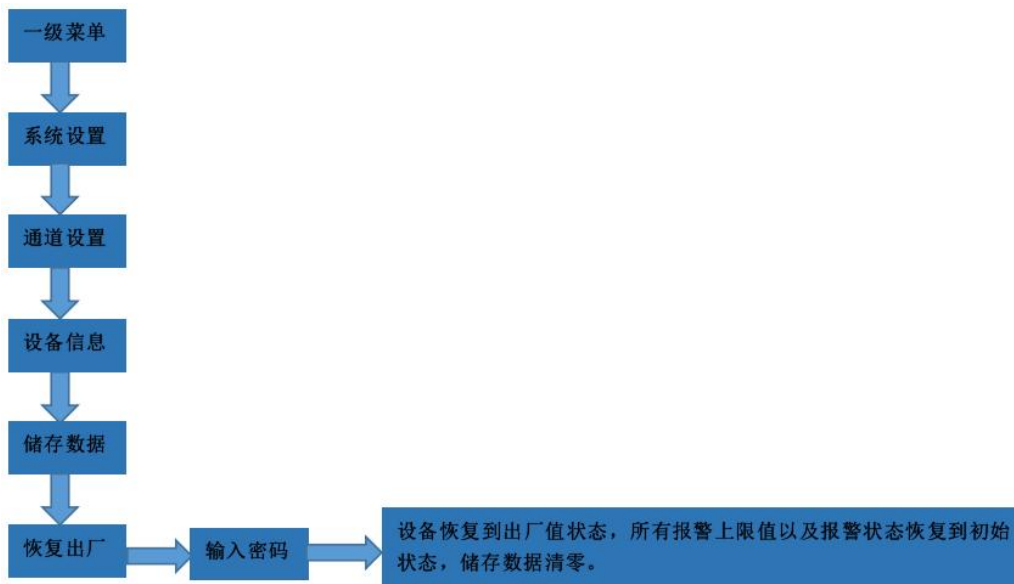 一级菜单
系统设置
通道设置
设备信息
储存数据
恢复出厂
输入密码
设备恢复到出厂值状态，所有报警上限值以及报警状态恢复到初始
状态，储存数据清零。